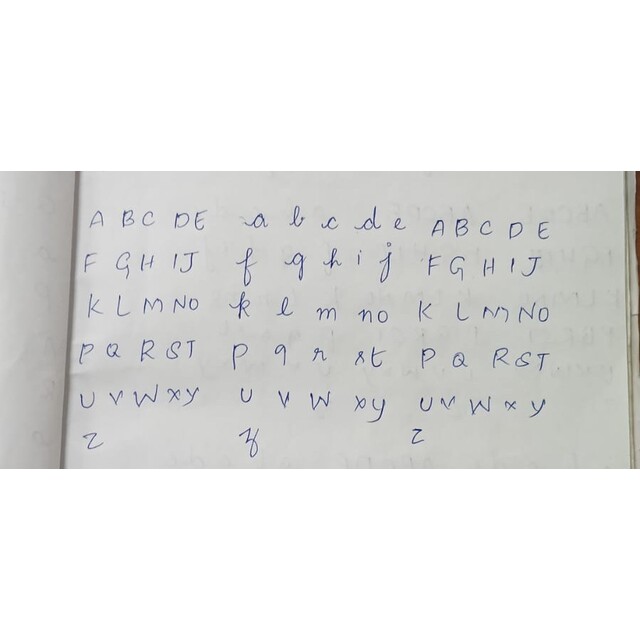 A B C D E a b c d e A B C D E
F G H I J f g h i j F G H I J
K L M N O k l m n o K L M N O
P Q R S T p q r s t P Q R S T
U V W X Y u v w x y U V W X Y
Z z Z